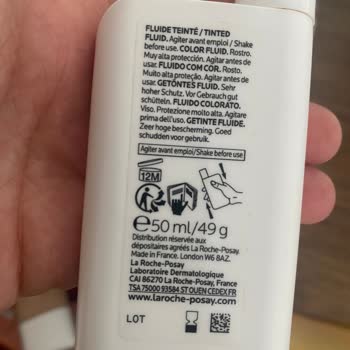 FLUIDE TEINTÉ / TINTED
FLUID. Agiter avant emploi / Shake
before use. COLOR FLUID. Rostro.
Muy alta protección. Agitar antes de
usar. FLUIDO COM COR. Rosto.
Muito alta proteção. Agitar antes de
usar. GETÖNTES FLUID. Sehr
hoher Schutz. Vor Gebrauch gut
schütteln. FLUIDO COLORATO.
Viso. Protezione molto alta. Agitare
prima dell'uso. GETINTE FLUIDE.
Zeer hoge bescherming. Goed
schudden voor gebruik.
Agiter avant emploi/Shake before use
12M
℮50 ml/49 g
Distribution réservée aux
dépositaires agréés La Roche-Posay.
Made in France. London W6 8AZ.
La Roche-Posay
Laboratoire Dermatologique
CAI 86270 La Roche-Posay, France
TSA 75000 93584 ST OUEN CEDEX FR
www.laroche-posay.com
LOT